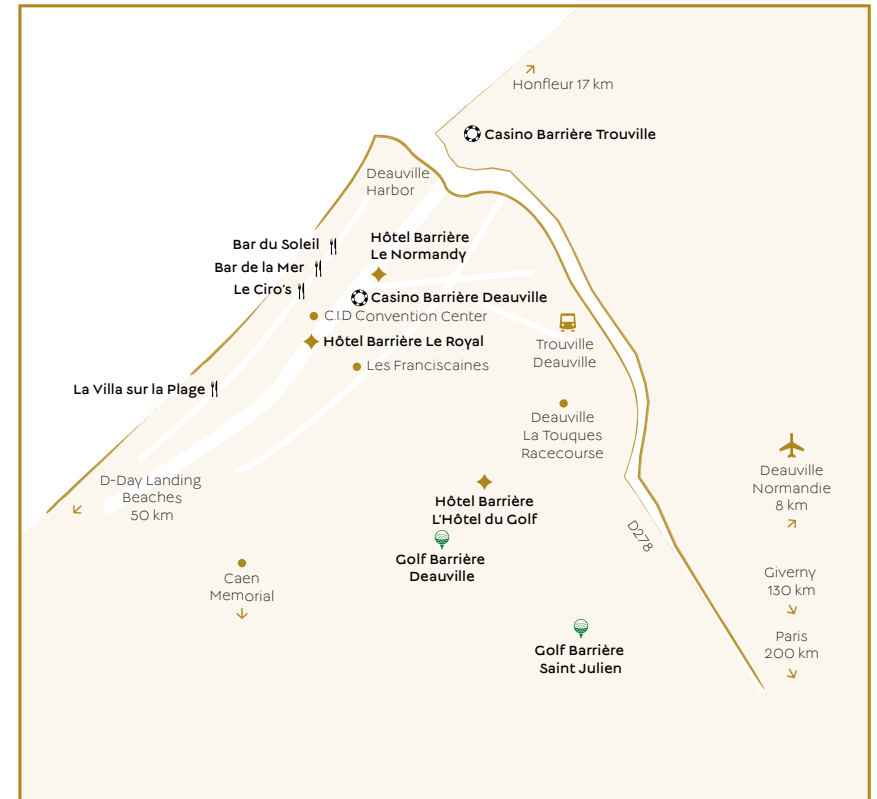 Honfleur 17 km
Casino Barrière Trouville
Deauville
Harbor
Bar du Soleil
Hôtel Barrière
Le Normandy
Bar de la Mer
Le Ciro's
Casino Barrière Deauville
C.I.D Convention Center
Hôtel Barrière Le Royal
Trouville
Deauville
Les Franciscaines
La Villa sur la Plage
Deauville
La Touques
Racecourse
Deauville
Normandie
8 km
D-Day Landing
Beaches
50 km
Hôtel Barrière
L'Hôtel du Golf
D278
Golf Barrière
Deauville
Caen
Memorial
Giverny
130 km
Paris
200 km
Golf Barrière
Saint Julien